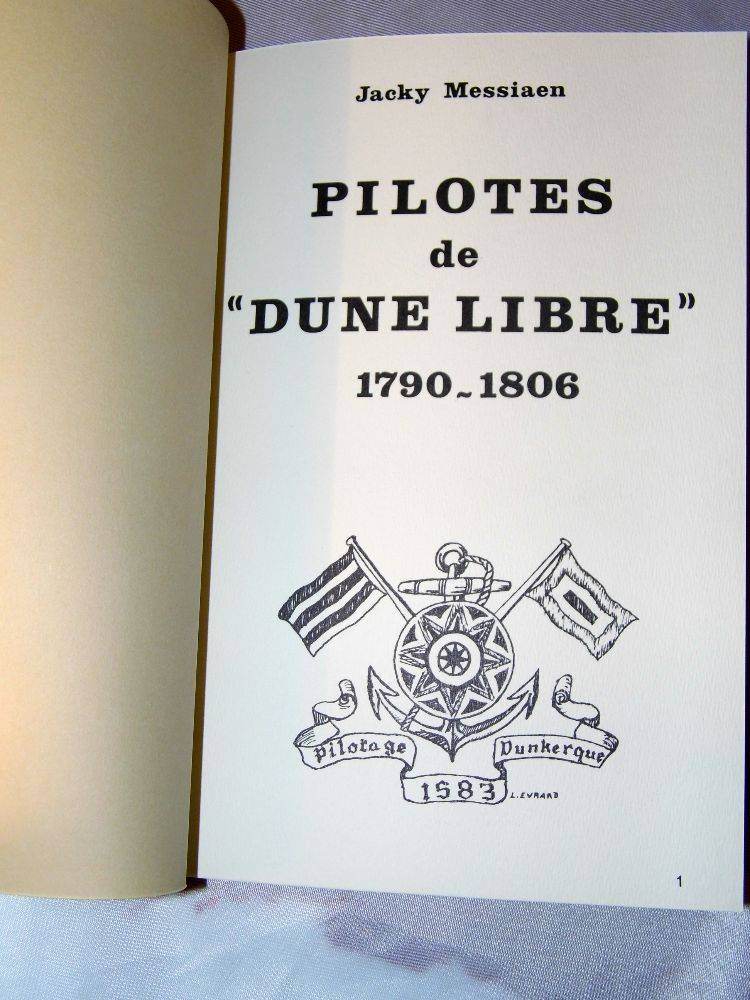 Jacky Messiaen
PILOTES
de
“DUNE LIBRE”
1790~1806
Pilotage
Dunkerque
1583
L. EVRARD
1